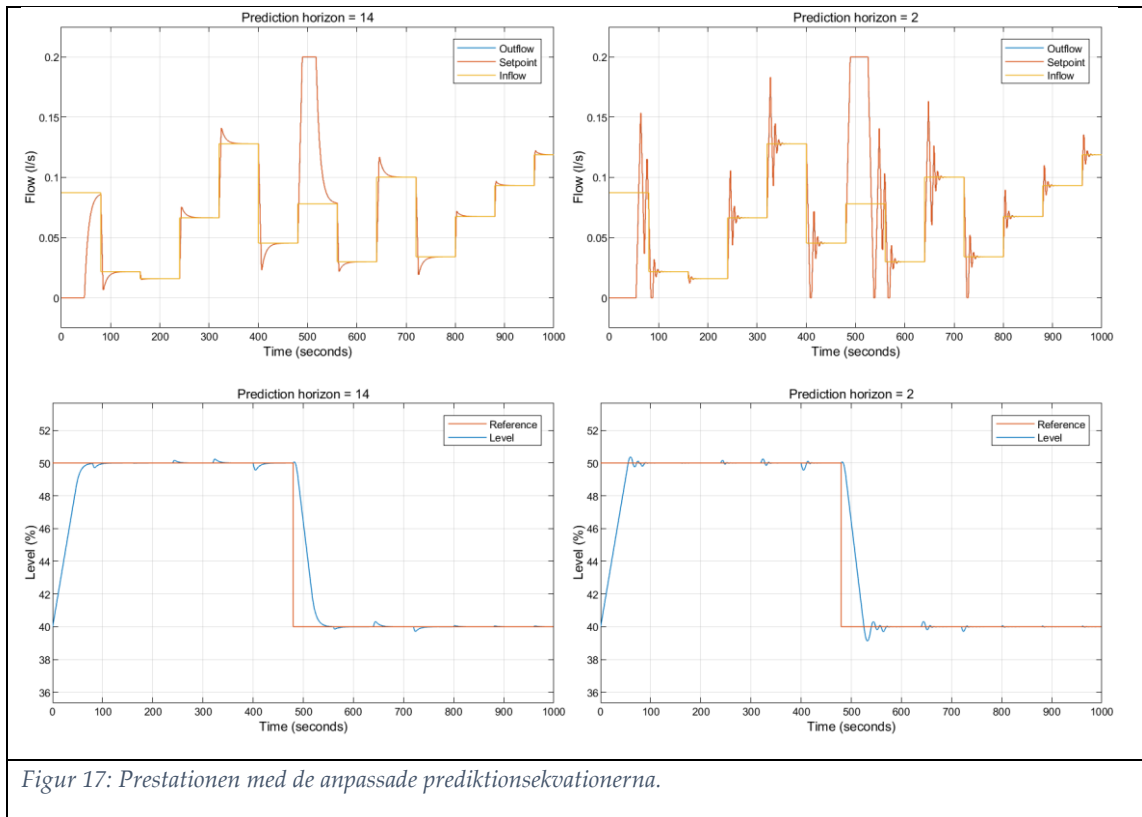 Prediction horizon = 14
Outflow
Setpoint
Inflow
Flow (l/s)
0.2
0.15
0.1
0.05
0
0 100 200 300 400 500 600 700 800 900 1000
Time (seconds)
Prediction horizon = 2
Outflow
Setpoint
Inflow
Flow (l/s)
0.2
0.15
0.1
0.05
0
0 100 200 300 400 500 600 700 800 900 1000
Time (seconds)
Prediction horizon = 14
Reference
Level
Level (%)
52
50
48
46
44
42
40
38
36
0 100 200 300 400 500 600 700 800 900 1000
Time (seconds)
Prediction horizon = 2
Reference
Level
Level (%)
52
50
48
46
44
42
40
38
36
0 100 200 300 400 500 600 700 800 900 1000
Time (seconds)
Figur 17: Prestationen med de anpassade prediktionsekvationerna.